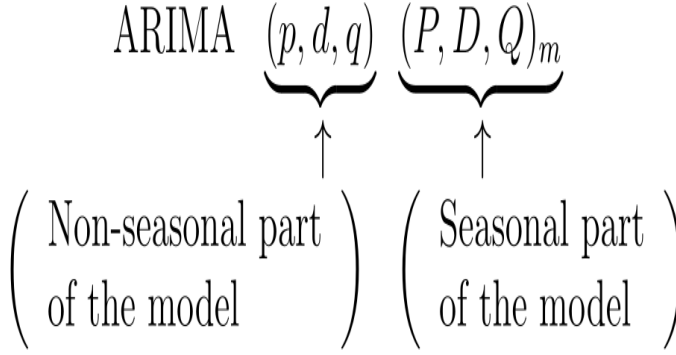 ARIMA (p, d, q) (P, D, Q)m
Non-seasonal part Seasonal part
of the model of the model